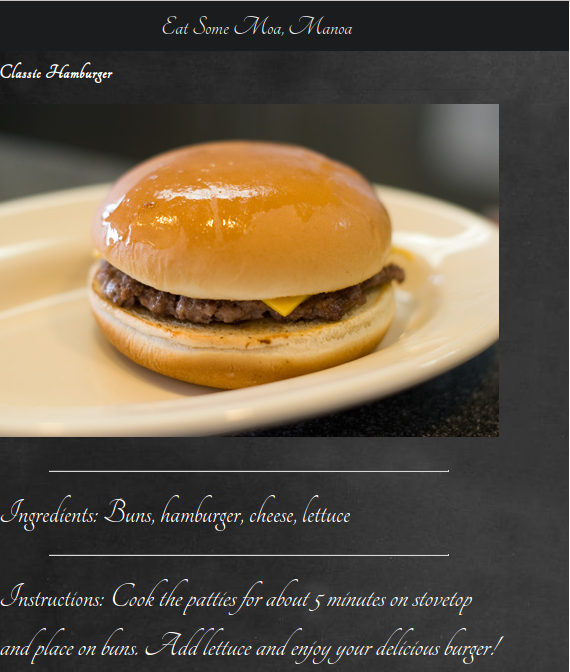 Eat Some Moa, Manoa
Classic Hamburger
Ingredients: Buns, hamburger, cheese, lettuce
Instructions: Cook the patties for about 5 minutes on stovetop
and place on buns. Add lettuce and enjoy your delicious burger!